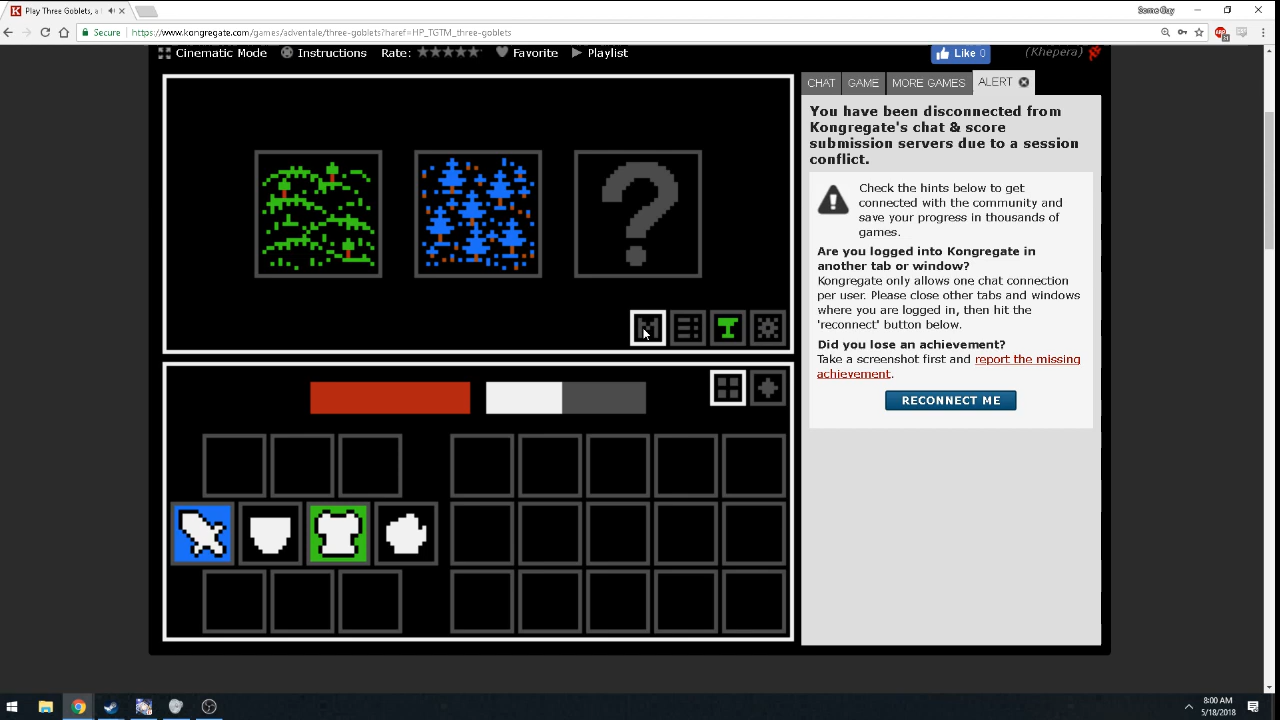 Play Three Goblets, a
Some Guy
Secure
https://www.kongregate.com/games/adventale/three-goblets?haref=HP_TGTM_three-goblets
Cinematic Mode
Instructions
Rate:
Favorite
Playlist
Like 0
(Khepera)
CHAT
GAME
MORE GAMES
ALERT
You have been disconnected from
Kongregate's chat & score
submission servers due to a session
conflict.
Check the hints below to get
connected with the community and
save your progress in thousands of
games.
Are you logged into Kongregate in
another tab or window?
Kongregate only allows one chat connection
per user. Please close other tabs and windows
where you are logged in, then hit the
'reconnect' button below.
Did you lose an achievement?
Take a screenshot first and report the missing
achievement.
RECONNECT ME
?
8:00 AM
5/18/2018